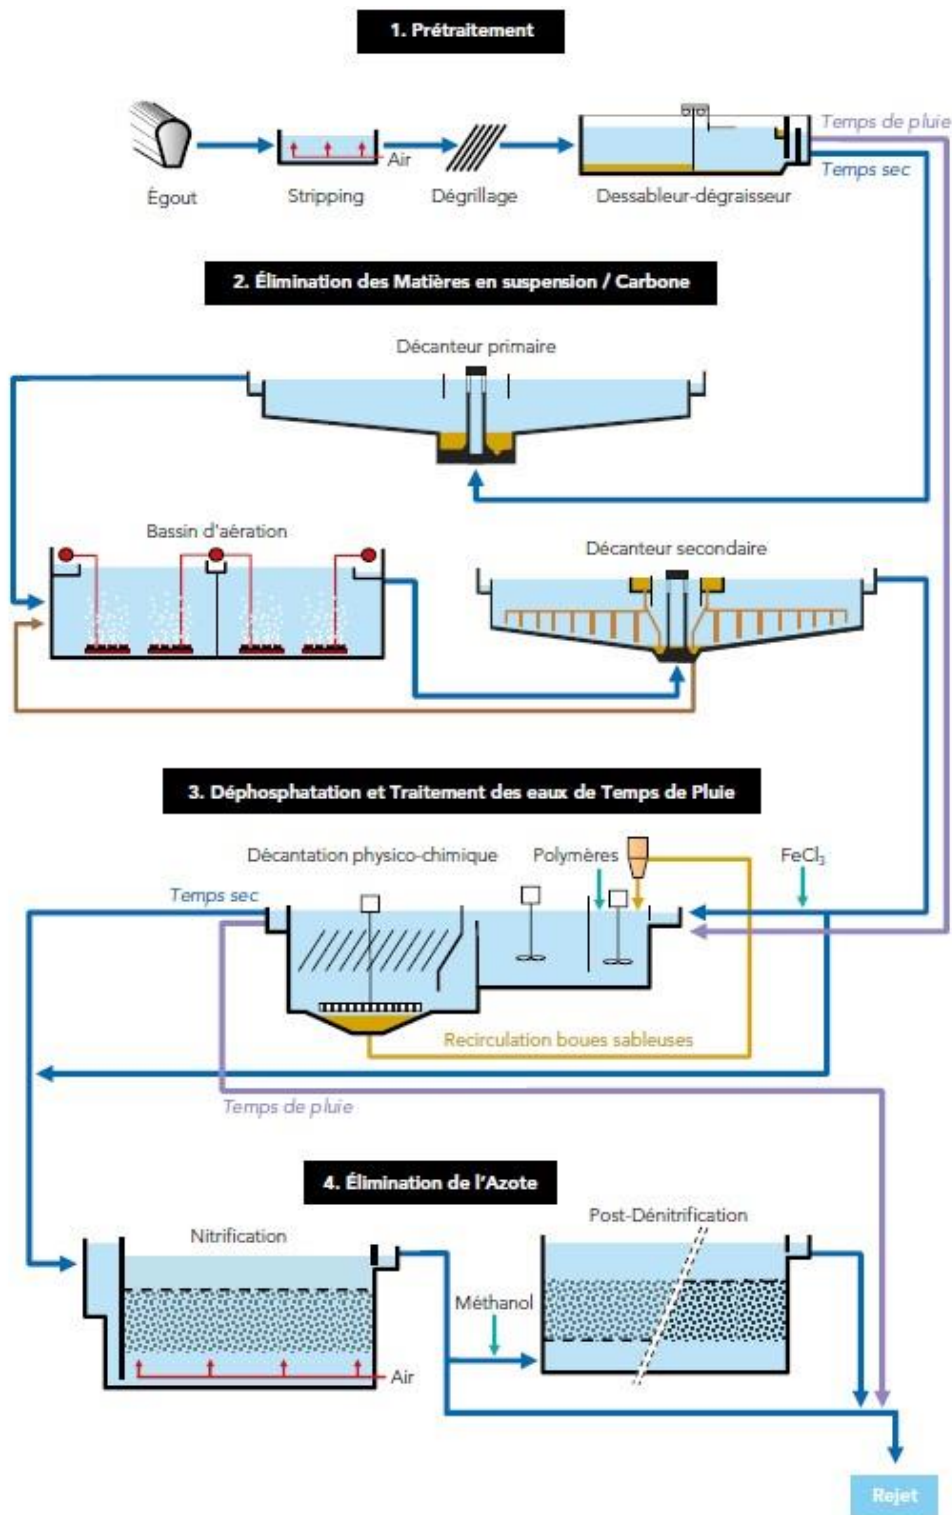 1. Prétraitement
Temps de pluie
Air
Temps sec
Égout
Stripping
Dégrillage
Dessableur-dégraisseur
2. Élimination des Matières en suspension / Carbone
Décanteur primaire
Bassin d'aération
Décanteur secondaire
3. Déphosphatation et Traitement des eaux de Temps de Pluie
Décantation physico-chimique
Polymères
FeCl₃
Temps sec
Recirculation boues sableuses
Temps de pluie
4. Élimination de l'Azote
Nitrification
Post-Dénitrification
Méthanol
Air
Rejet